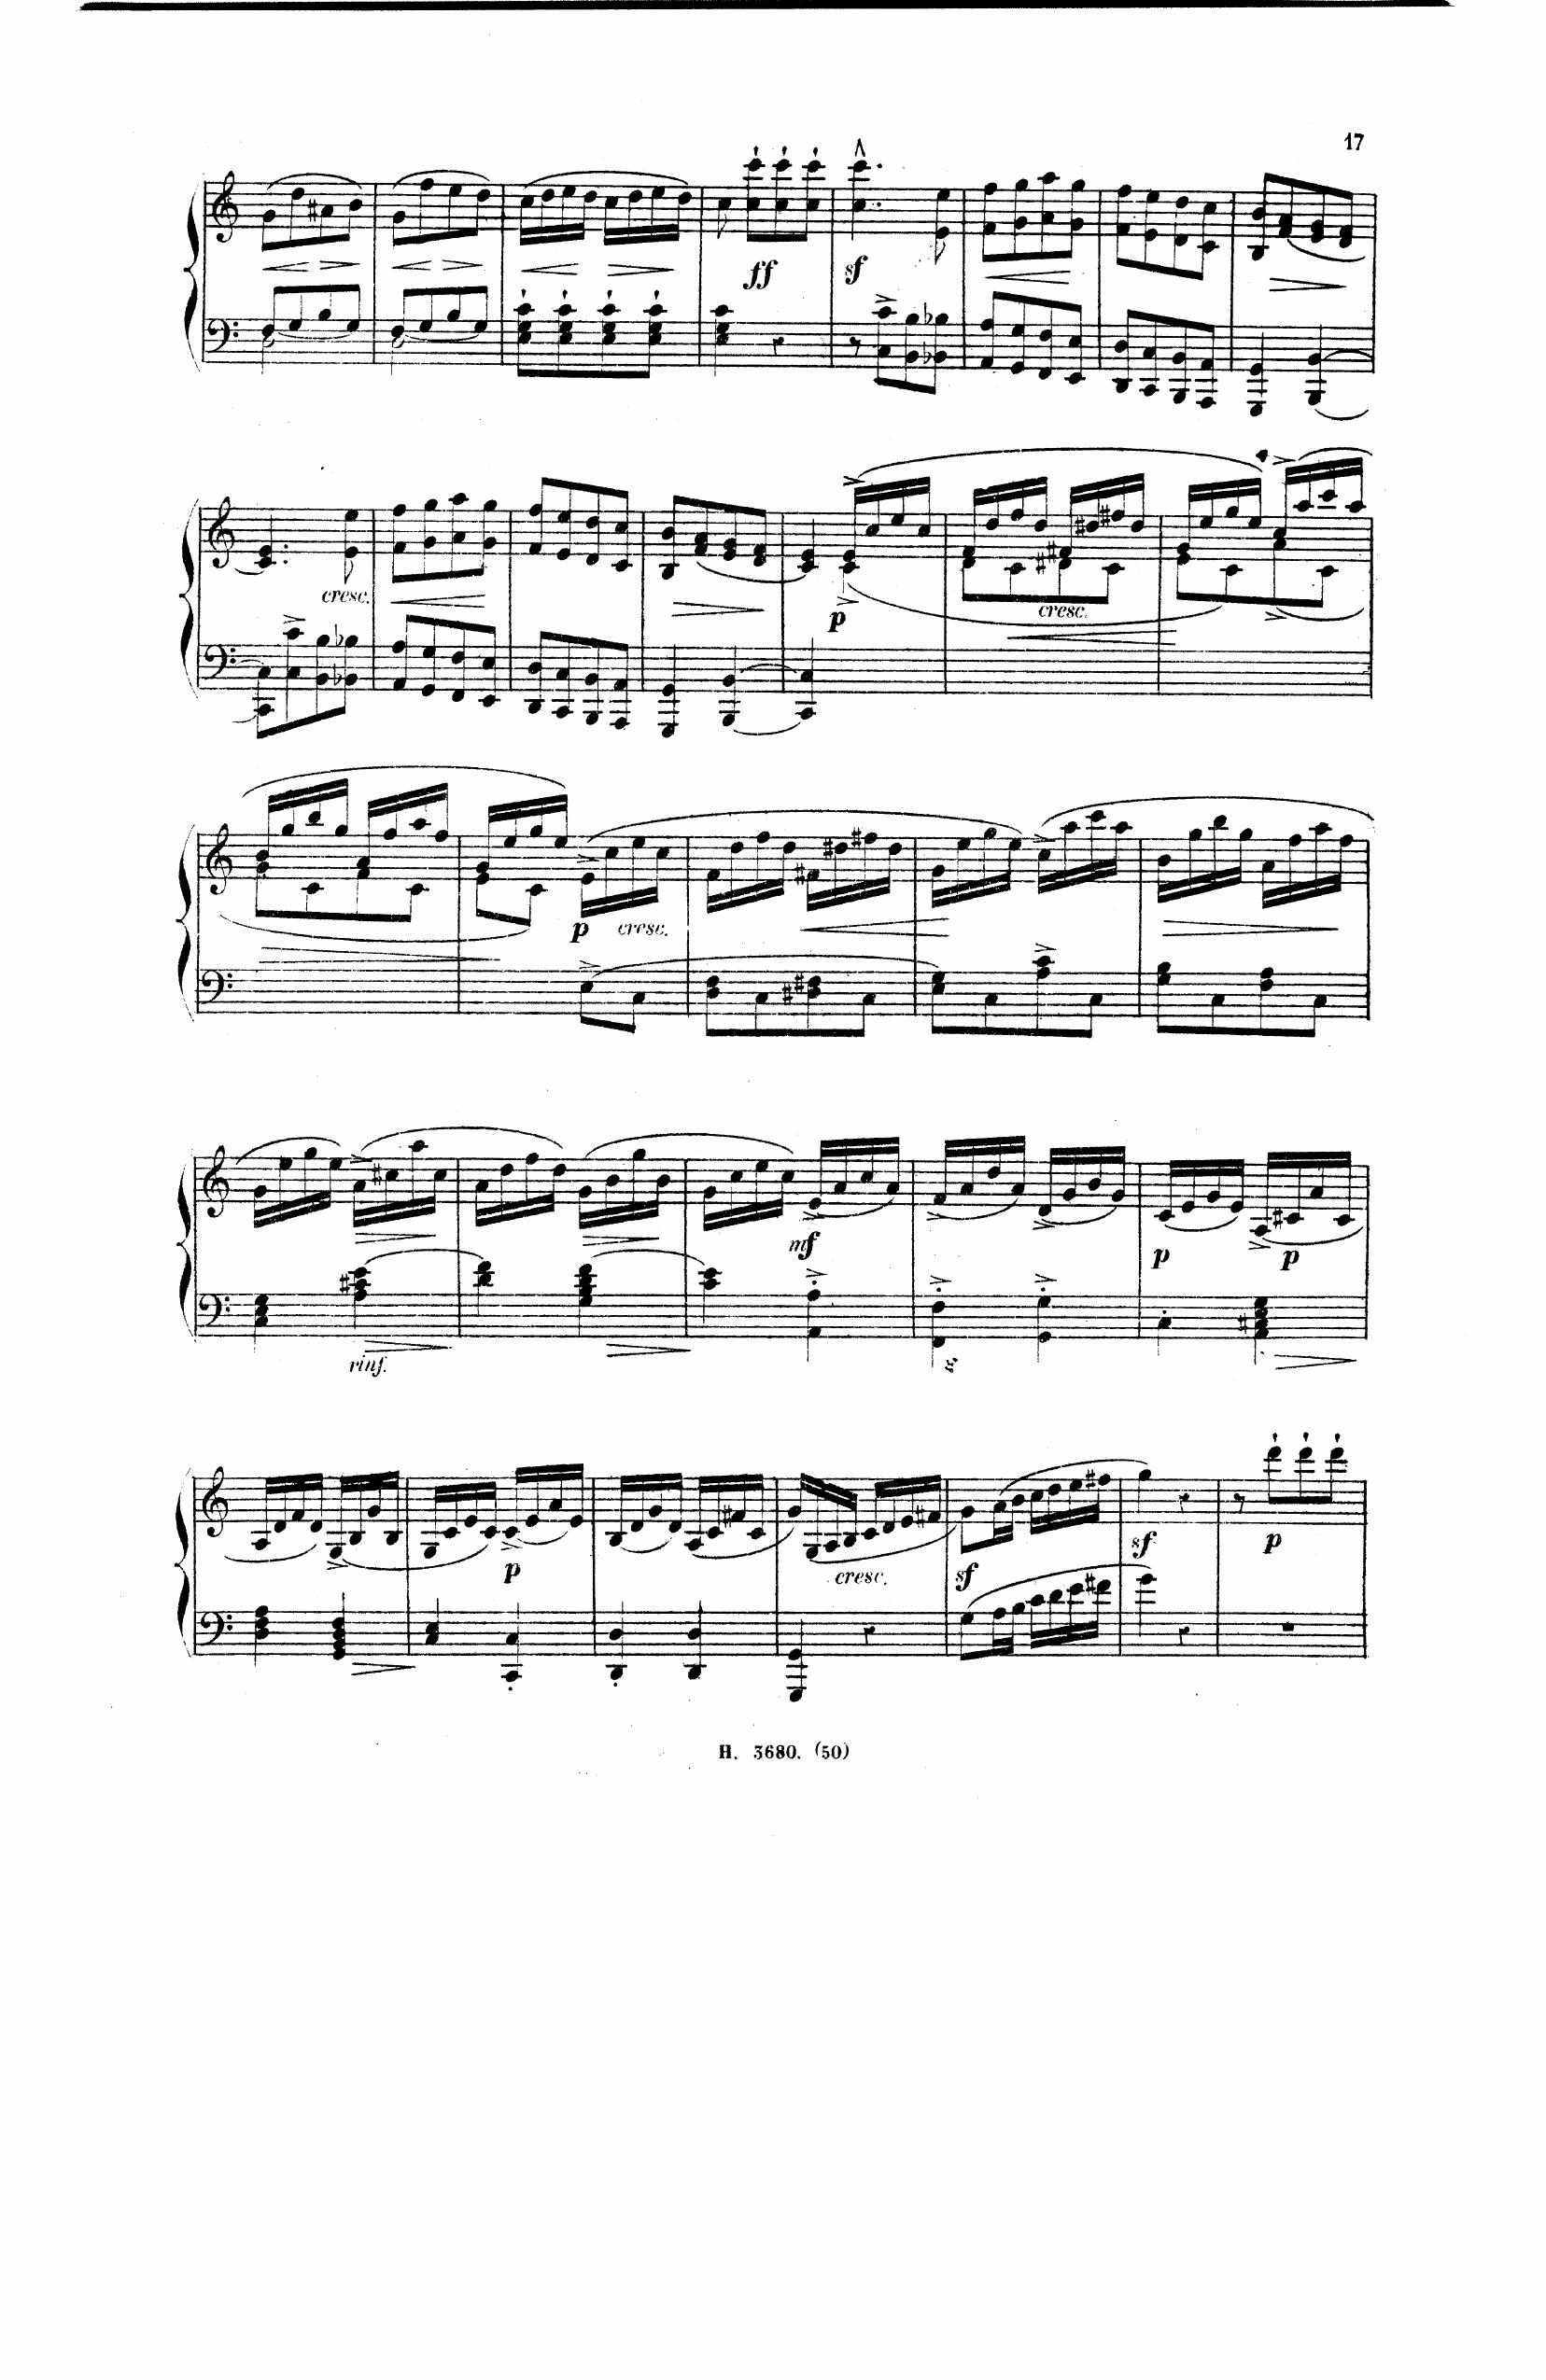 17
ff sf
cresc. p cresc.
p cresc.
mf p p
rinf.
p cresc. sf sf p
H. 3680. (50)